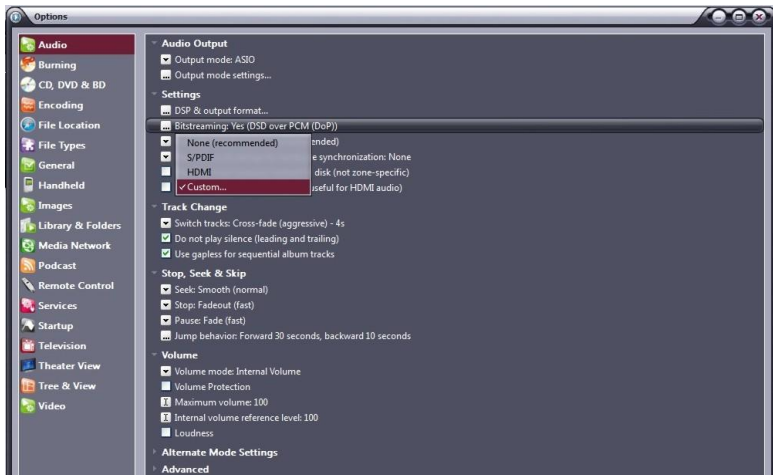 Options
Audio
Burning
CD, DVD & BD
Encoding
File Location
File Types
General
Handheld
Images
Library & Folders
Media Network
Podcast
Remote Control
Services
Startup
Television
Theater View
Tree & View
Video
Audio Output
Output mode: ASIO
Output mode settings...
Settings
DSP & output format...
Bitstreaming: Yes (DSD over PCM (DoP))
None (recommended)
S/PDIF
HDMI
Custom...
synchronization: None
disk (not zone-specific)
useful for HDMI audio)
Track Change
Switch tracks: Cross-fade (aggressive) - 4s
Do not play silence (leading and trailing)
Use gapless for sequential album tracks
Stop, Seek & Skip
Seek: Smooth (normal)
Stop: Fadeout (fast)
Pause: Fade (fast)
Jump behavior: Forward 30 seconds, backward 10 seconds
Volume
Volume mode: Internal Volume
Volume Protection
Maximum volume: 100
Internal volume reference level: 100
Loudness
Alternate Mode Settings
Advanced